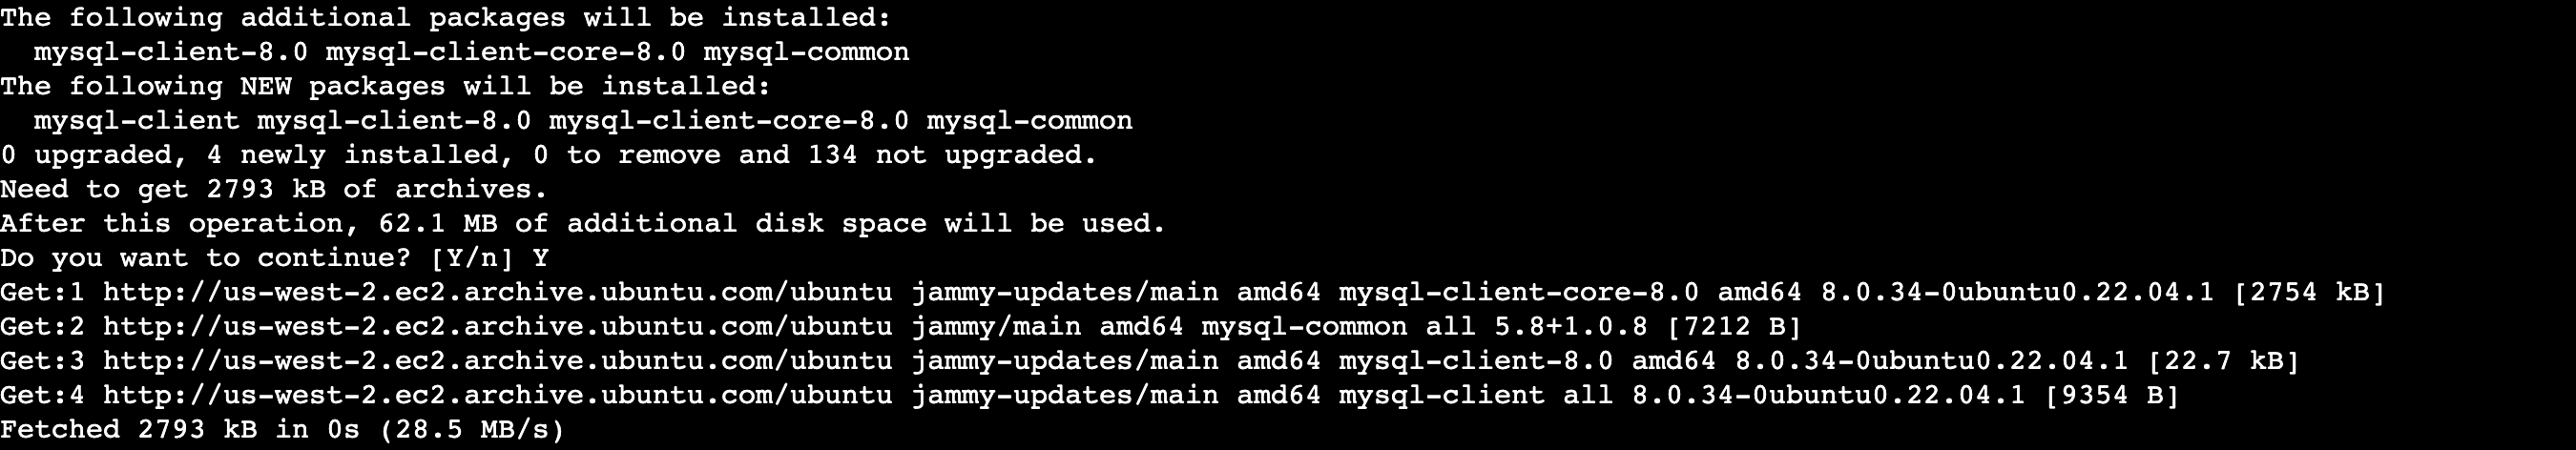 The following additional packages will be installed:
  mysql-client-8.0 mysql-client-core-8.0 mysql-common
The following NEW packages will be installed:
  mysql-client mysql-client-8.0 mysql-client-core-8.0 mysql-common
0 upgraded, 4 newly installed, 0 to remove and 134 not upgraded.
Need to get 2793 kB of archives.
After this operation, 62.1 MB of additional disk space will be used.
Do you want to continue? [Y/n] Y
Get:1 http://us-west-2.ec2.archive.ubuntu.com/ubuntu jammy-updates/main amd64 mysql-client-core-8.0 amd64 8.0.34-0ubuntu0.22.04.1 [2754 kB]
Get:2 http://us-west-2.ec2.archive.ubuntu.com/ubuntu jammy/main amd64 mysql-common all 5.8+1.0.8 [7212 B]
Get:3 http://us-west-2.ec2.archive.ubuntu.com/ubuntu jammy-updates/main amd64 mysql-client-8.0 amd64 8.0.34-0ubuntu0.22.04.1 [22.7 kB]
Get:4 http://us-west-2.ec2.archive.ubuntu.com/ubuntu jammy-updates/main amd64 mysql-client all 8.0.34-0ubuntu0.22.04.1 [9354 B]
Fetched 2793 kB in 0s (28.5 MB/s)